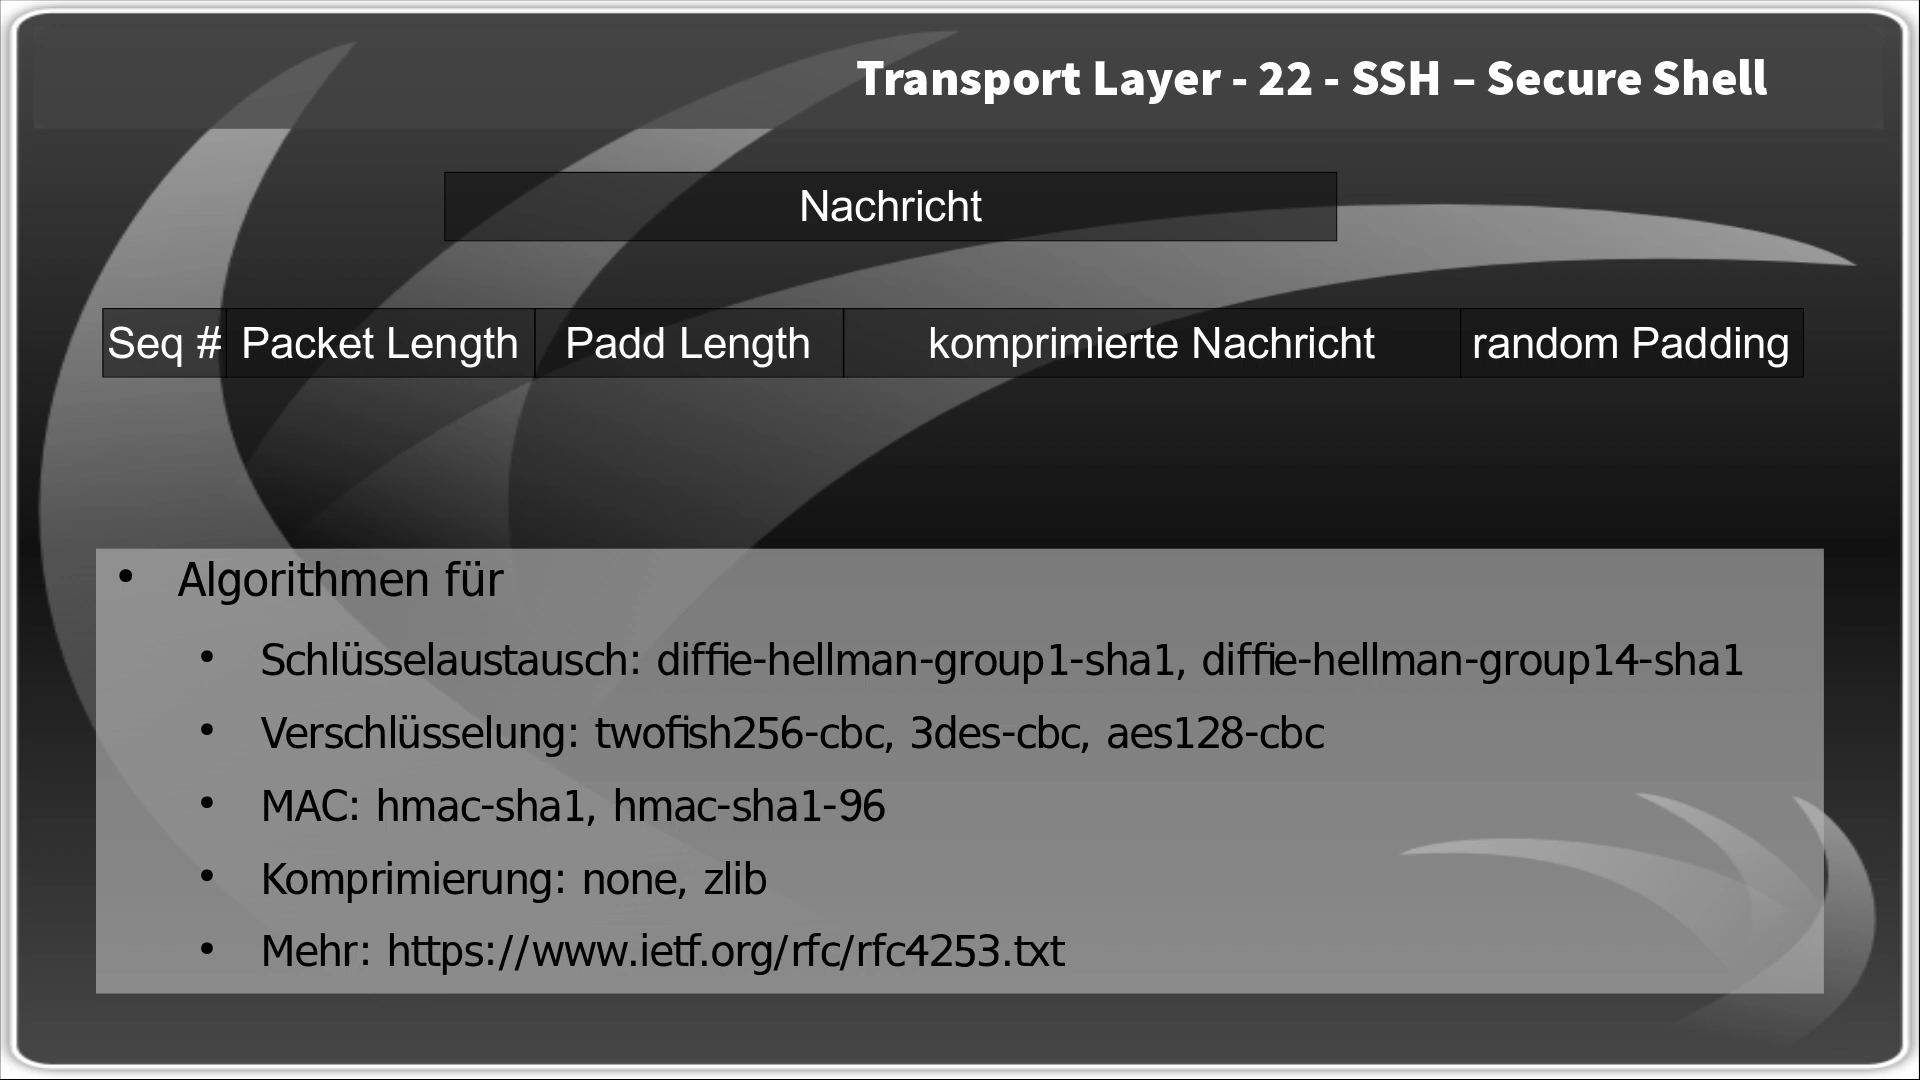 Transport Layer - 22 - SSH – Secure Shell
Nachricht
Seq # Packet Length Padd Length komprimierte Nachricht random Padding
• Algorithmen für
• Schlüsselaustausch: diffie-hellman-group1-sha1, diffie-hellman-group14-sha1
• Verschlüsselung: twofish256-cbc, 3des-cbc, aes128-cbc
• MAC: hmac-sha1, hmac-sha1-96
• Komprimierung: none, zlib
• Mehr: https://www.ietf.org/rfc/rfc4253.txt